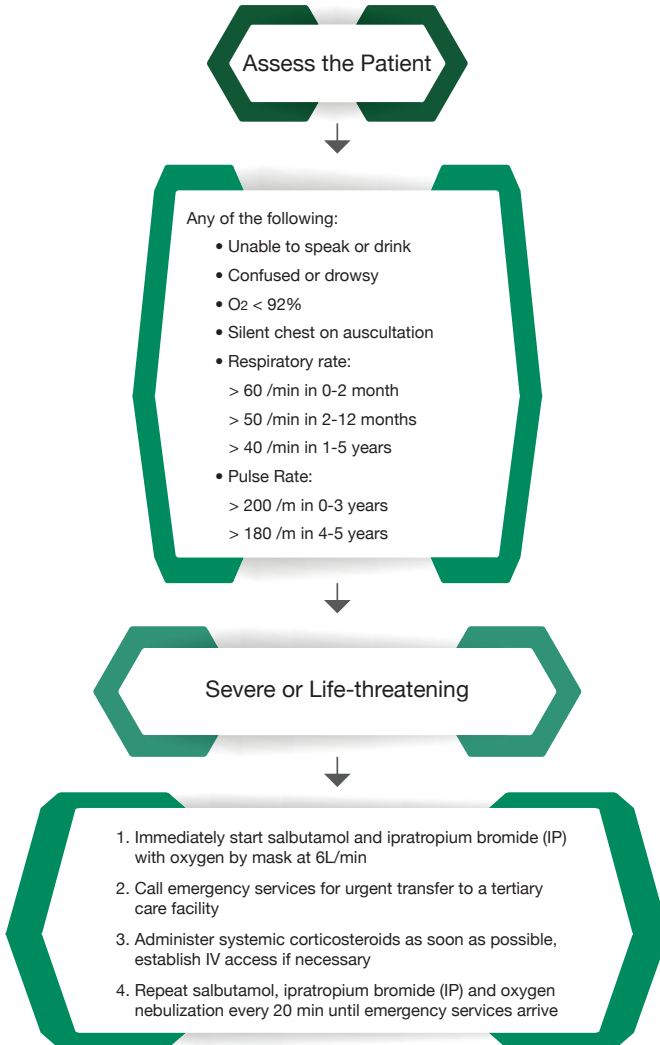 Assess the Patient
Any of the following:
• Unable to speak or drink
• Confused or drowsy
• O2 < 92%
• Silent chest on auscultation
• Respiratory rate:
> 60 /min in 0-2 month
> 50 /min in 2-12 months
> 40 /min in 1-5 years
• Pulse Rate:
> 200 /m in 0-3 years
> 180 /m in 4-5 years
Severe or Life-threatening
1. Immediately start salbutamol and ipratropium bromide (IP)
with oxygen by mask at 6L/min
2. Call emergency services for urgent transfer to a tertiary
care facility
3. Administer systemic corticosteroids as soon as possible,
establish IV access if necessary
4. Repeat salbutamol, ipratropium bromide (IP) and oxygen
nebulization every 20 min until emergency services arrive